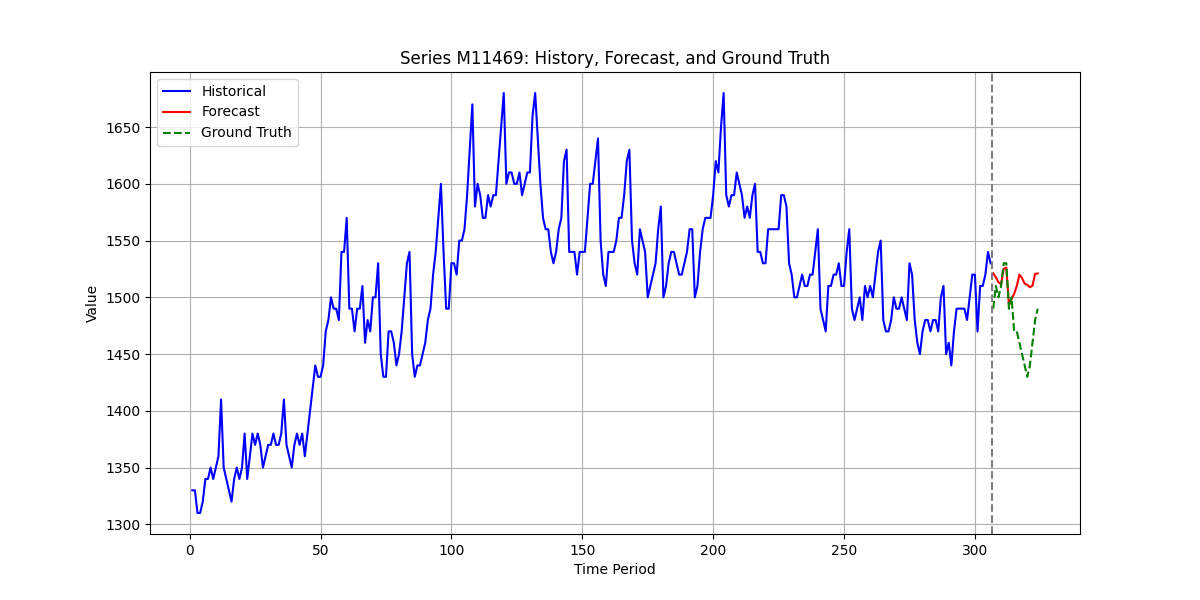 Series M11469: History, Forecast, and Ground Truth
Historical
Forecast
Ground Truth
Value
1650
1600
1550
1500
1450
1400
1350
1300
0 50 100 150 200 250 300
Time Period